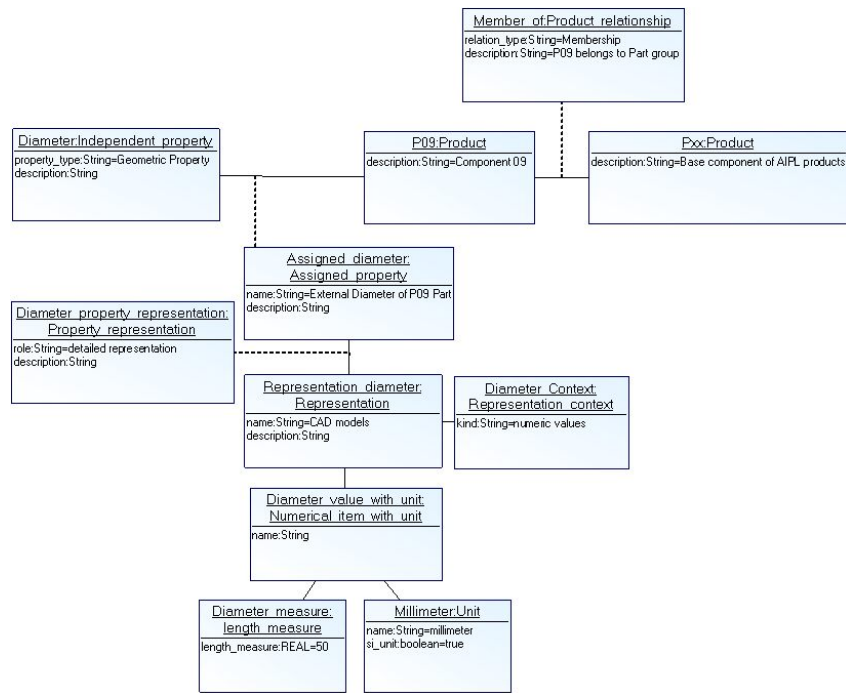 Member of:Product relationship
relation_type:String=Membership
description:String=P09 belongs to Part group
Diameter:Independent property
property_type:String=Geometric Property
description:String
P09:Product
description:String=Component 09
Pxx:Product
description:String=Base component of AIPL products
Assigned diameter:
Assigned property
name:String=External Diameter of P09 Part
description:String
Diameter property representation:
Property representation
role:String=detailed representation
description:String
Representation diameter:
Representation
name:String=CAD models
description:String
Diameter Context:
Representation context
kind:String=numeric values
Diameter value with unit:
Numerical item with unit
name:String
Diameter measure:
length measure
length_measure:REAL=50
Millimeter:Unit
name:String=millimeter
si_unit:boolean=true